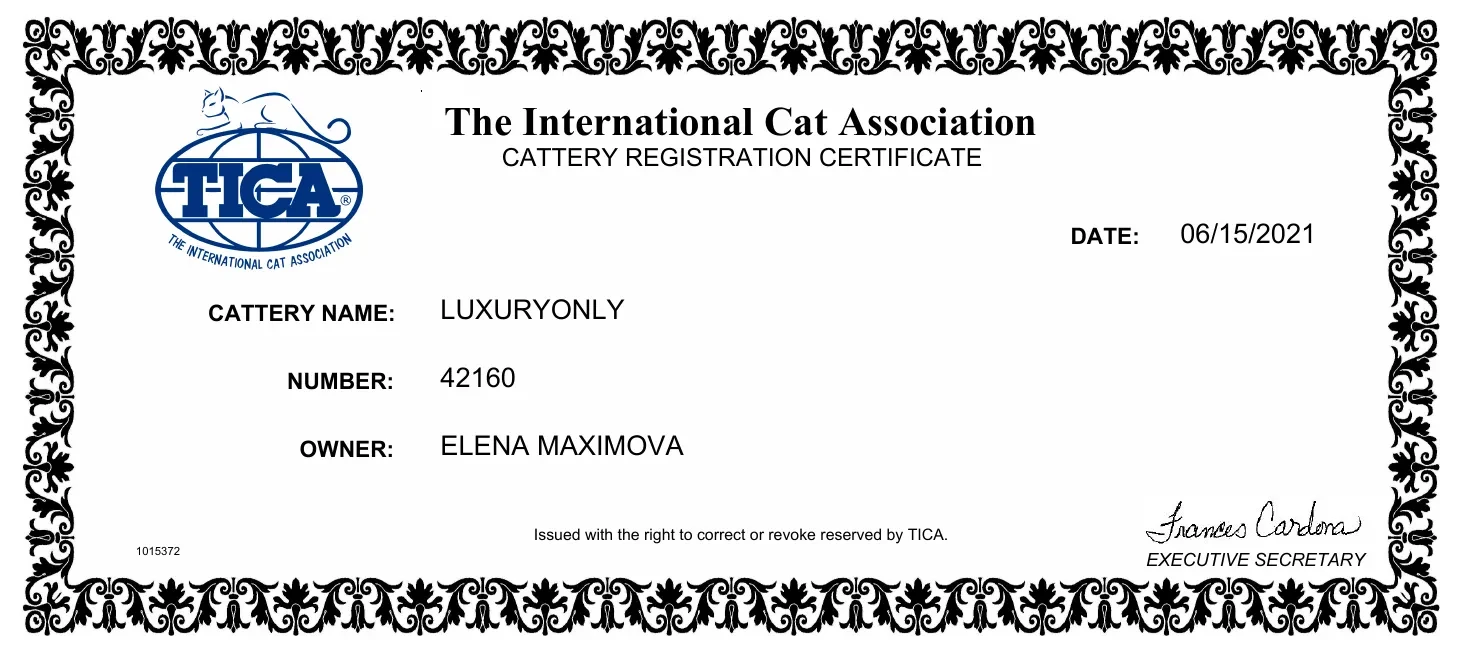 TICA®
THE INTERNATIONAL CAT ASSOCIATION
The International Cat Association
CATTERY REGISTRATION CERTIFICATE
DATE: 06/15/2021
CATTERY NAME: LUXURYONLY
NUMBER: 42160
OWNER: ELENA MAXIMOVA
Frances Cardona
Issued with the right to correct or revoke reserved by TICA.
1015372
EXECUTIVE SECRETARY